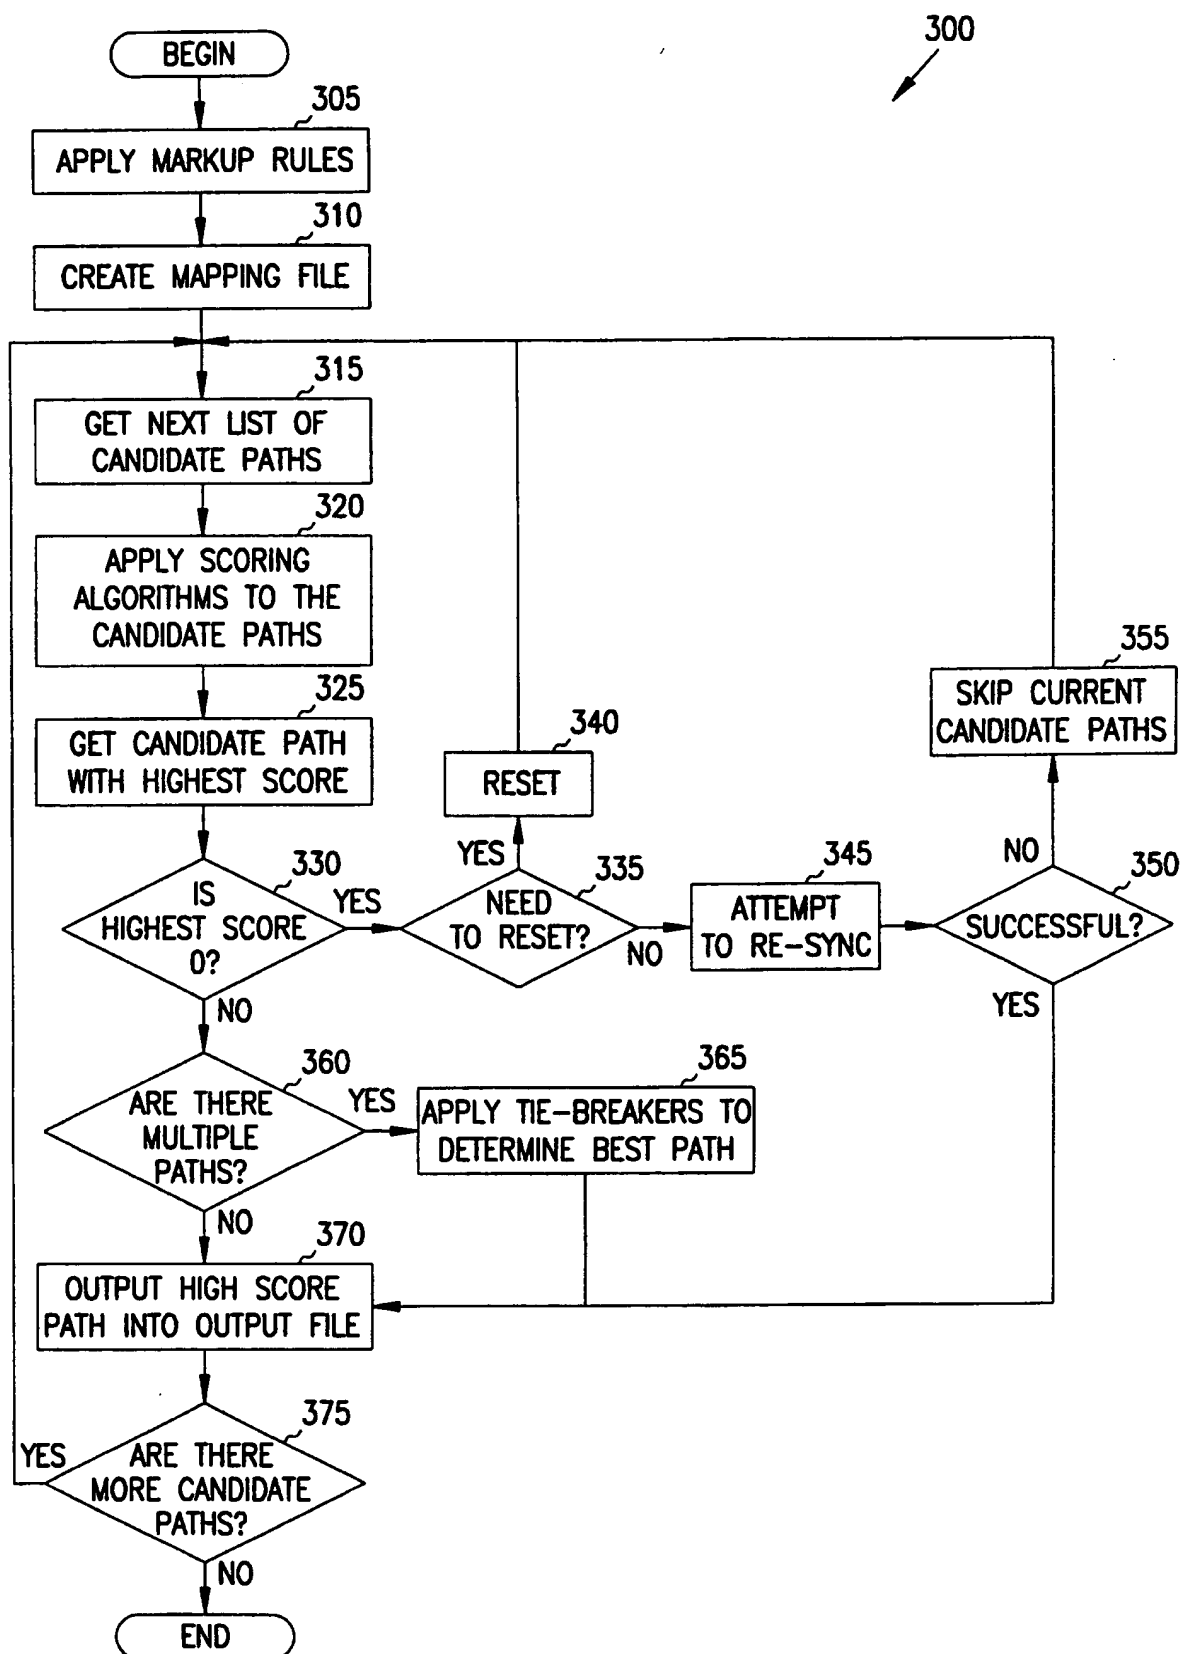 300
BEGIN
305
APPLY MARKUP RULES
310
CREATE MAPPING FILE
315
GET NEXT LIST OF
CANDIDATE PATHS
320
APPLY SCORING
ALGORITHMS TO THE
CANDIDATE PATHS
325
GET CANDIDATE PATH
WITH HIGHEST SCORE
330
IS
HIGHEST SCORE
0?
YES
NO
335
NEED
TO RESET?
YES
NO
340
RESET
345
ATTEMPT
TO RE-SYNC
350
SUCCESSFUL?
NO
YES
355
SKIP CURRENT
CANDIDATE PATHS
360
ARE THERE
MULTIPLE
PATHS?
YES
NO
365
APPLY TIE-BREAKERS TO
DETERMINE BEST PATH
370
OUTPUT HIGH SCORE
PATH INTO OUTPUT FILE
375
ARE THERE
MORE CANDIDATE
PATHS?
YES
NO
END